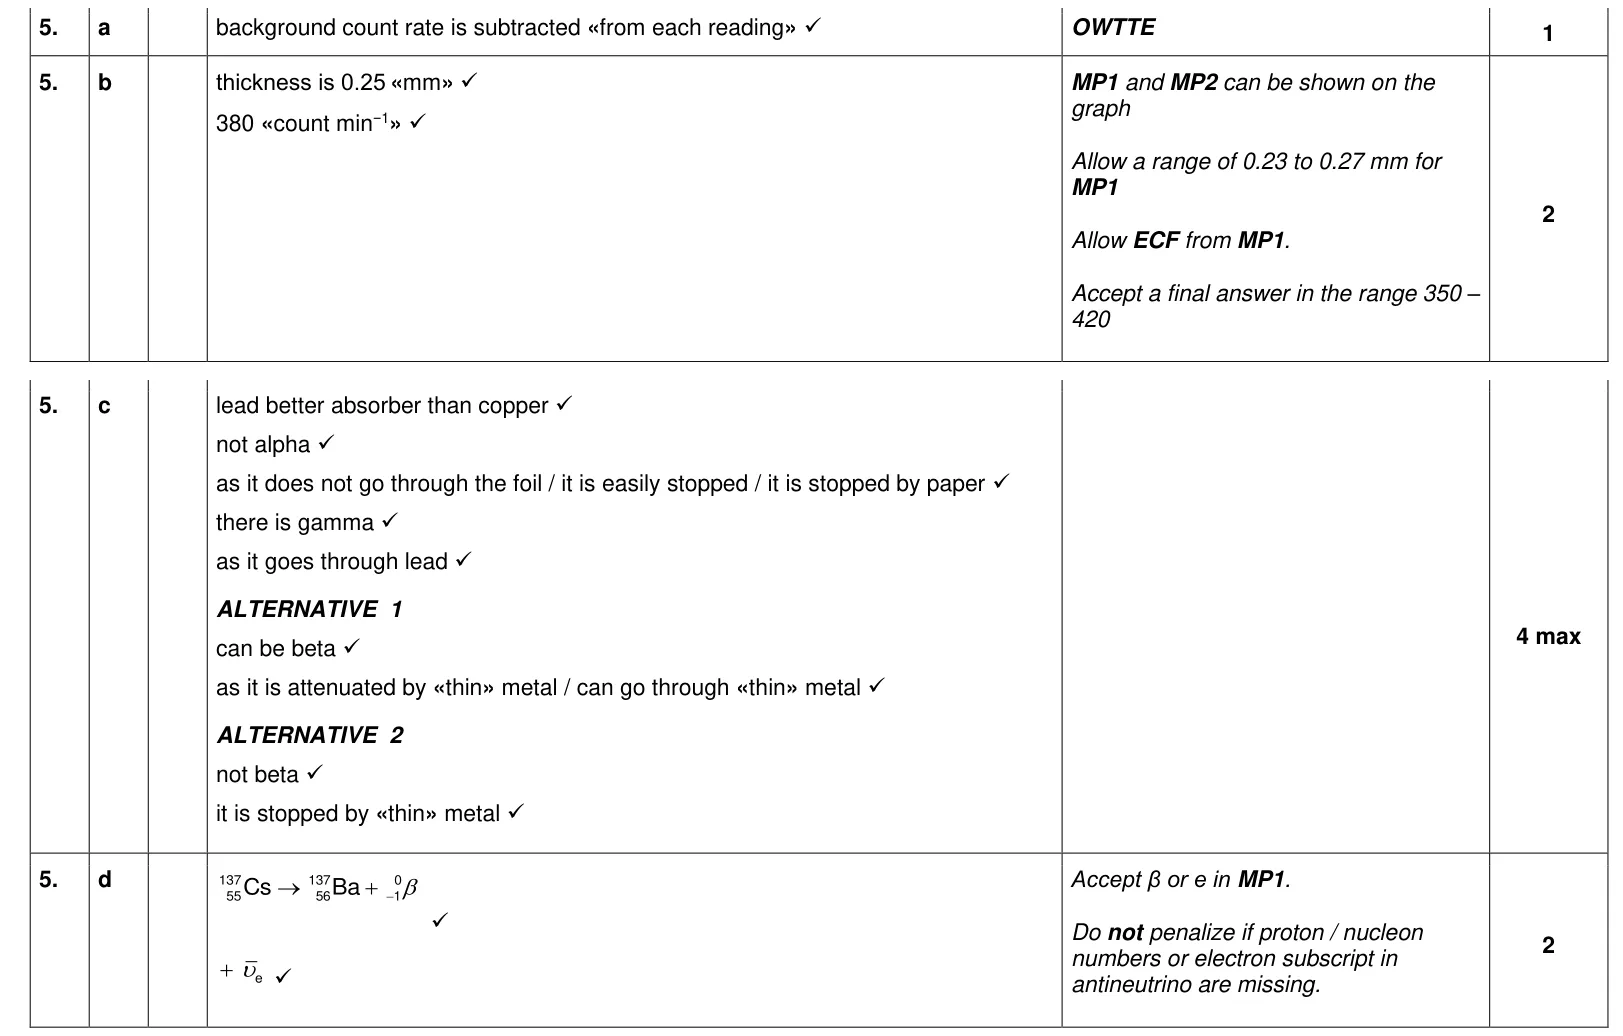 5. a background count rate is subtracted «from each reading» ✓ OWTTE 1
5. b thickness is 0.25 «mm» ✓ MP1 and MP2 can be shown on the
graph
380 «count min⁻¹» ✓
Allow a range of 0.23 to 0.27 mm for
MP1
2
Allow ECF from MP1.
Accept a final answer in the range 350 –
420
5. c lead better absorber than copper ✓
not alpha ✓
as it does not go through the foil / it is easily stopped / it is stopped by paper ✓
there is gamma ✓
as it goes through lead ✓
ALTERNATIVE 1
4 max
can be beta ✓
as it is attenuated by «thin» metal / can go through «thin» metal ✓
ALTERNATIVE 2
not beta ✓
it is stopped by «thin» metal ✓
5. d ¹³⁷₅₅Cs → ¹³⁷₅₆Ba + ⁰₋₁β Accept β or e in MP1.
✓
Do not penalize if proton / nucleon
2
numbers or electron subscript in
+ ῡₑ ✓ antineutrino are missing.